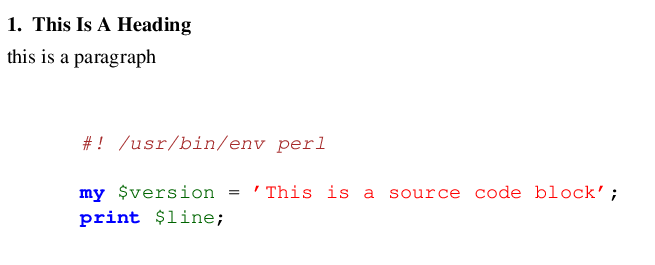 1. This Is A Heading
this is a paragraph
#! /usr/bin/env perl
my $version = 'This is a source code block';
print $line;